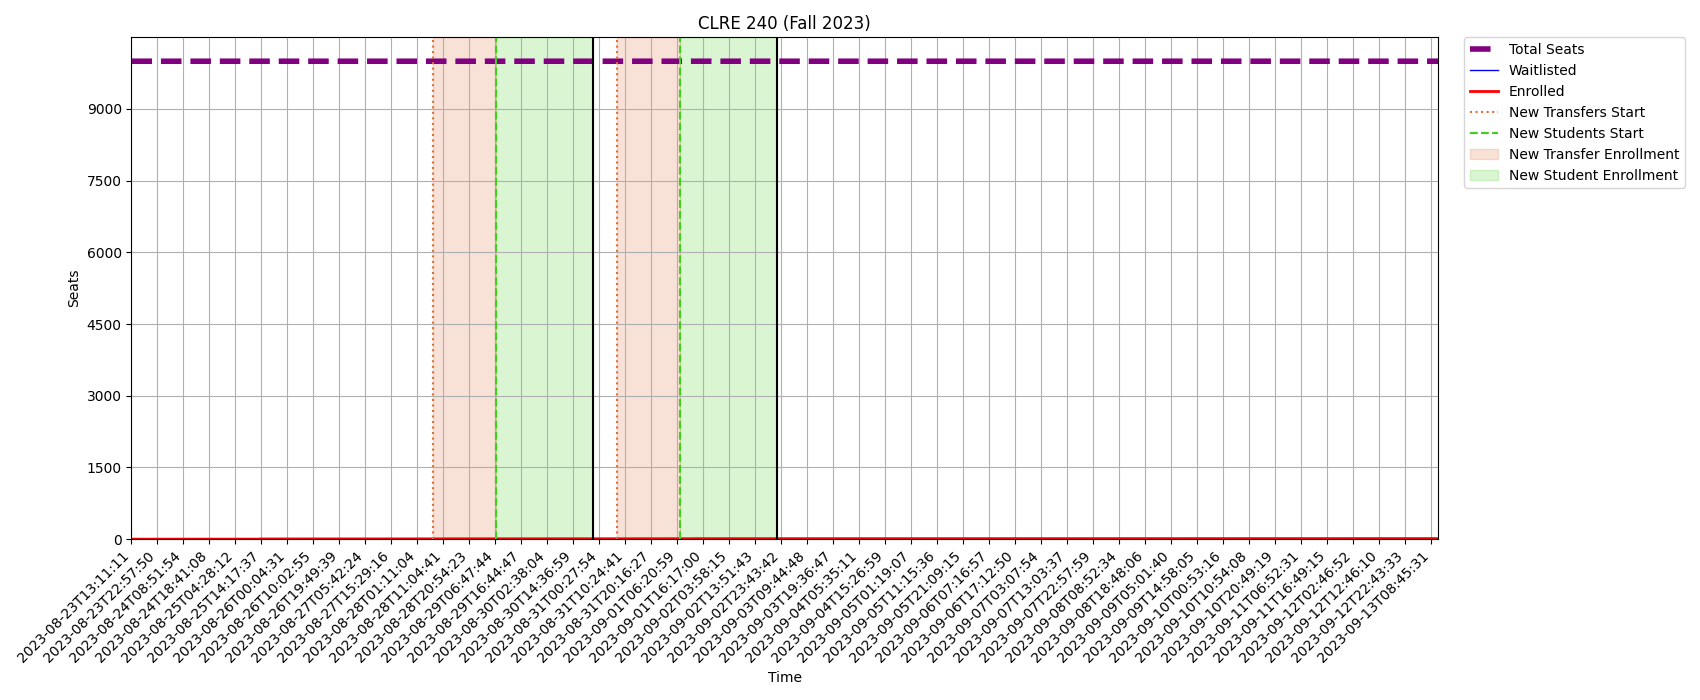 CLRE 240 (Fall 2023)
Total Seats
Waitlisted
Enrolled
New Transfers Start
New Students Start
New Transfer Enrollment
New Student Enrollment
Seats
9000
7500
6000
4500
3000
1500
0
2023-08-23T13:11:11
2023-08-23T22:57:50
2023-08-24T08:51:54
2023-08-24T18:41:08
2023-08-25T04:28:12
2023-08-25T14:17:37
2023-08-26T00:04:31
2023-08-26T10:02:55
2023-08-26T19:49:39
2023-08-27T05:42:24
2023-08-27T15:29:16
2023-08-28T01:11:04
2023-08-28T11:04:41
2023-08-28T20:54:23
2023-08-29T06:47:44
2023-08-29T16:44:47
2023-08-30T02:38:04
2023-08-30T14:36:59
2023-08-31T00:27:54
2023-08-31T10:24:41
2023-08-31T20:16:27
2023-09-01T06:20:59
2023-09-01T16:17:00
2023-09-02T03:58:15
2023-09-02T13:51:43
2023-09-02T23:43:42
2023-09-03T09:44:48
2023-09-03T19:36:47
2023-09-04T05:35:11
2023-09-04T15:26:59
2023-09-05T01:19:07
2023-09-05T11:15:36
2023-09-05T21:09:15
2023-09-06T07:16:57
2023-09-06T17:12:50
2023-09-07T03:07:54
2023-09-07T13:03:37
2023-09-07T22:57:59
2023-09-08T08:52:34
2023-09-08T18:48:06
2023-09-09T05:01:40
2023-09-09T14:58:05
2023-09-10T00:53:16
2023-09-10T10:54:08
2023-09-10T20:49:19
2023-09-11T06:52:31
2023-09-11T16:49:15
2023-09-12T02:46:52
2023-09-12T12:46:10
2023-09-12T22:43:33
2023-09-13T08:45:31
Time